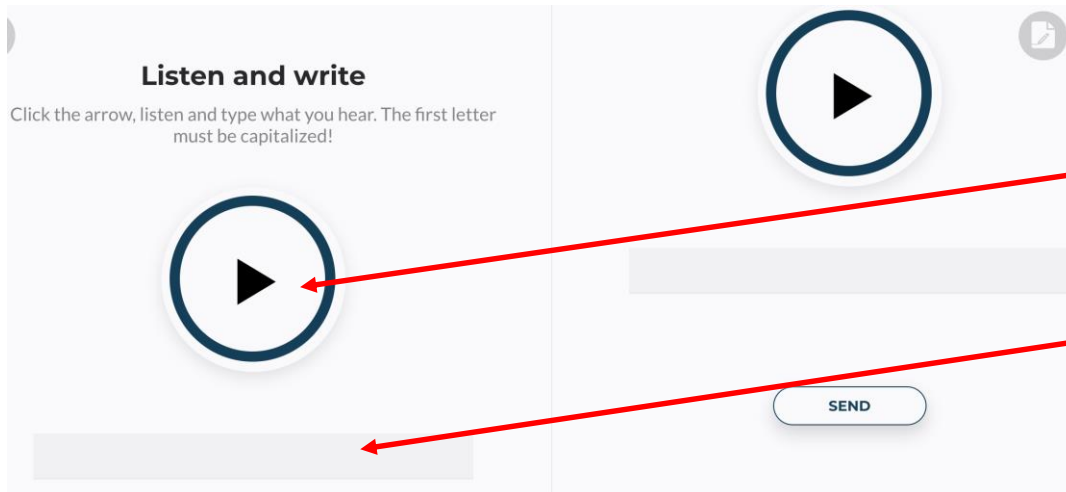 Listen and write
Click the arrow, listen and type what you hear. The first letter
must be capitalized!
SEND